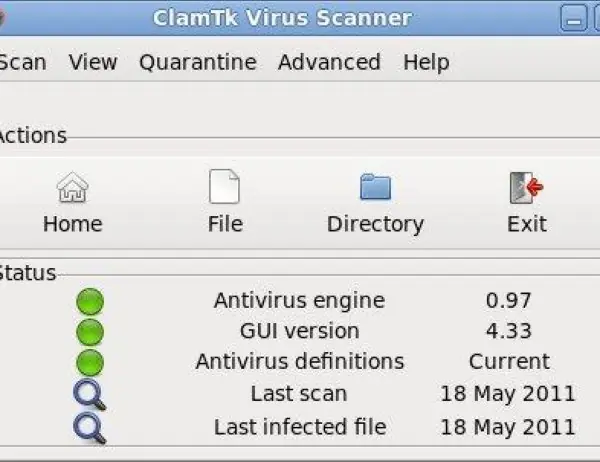 ClamTk Virus Scanner
Scan View Quarantine Advanced Help
Actions
Home File Directory Exit
Status
Antivirus engine 0.97
GUI version 4.33
Antivirus definitions Current
Last scan 18 May 2011
Last infected file 18 May 2011